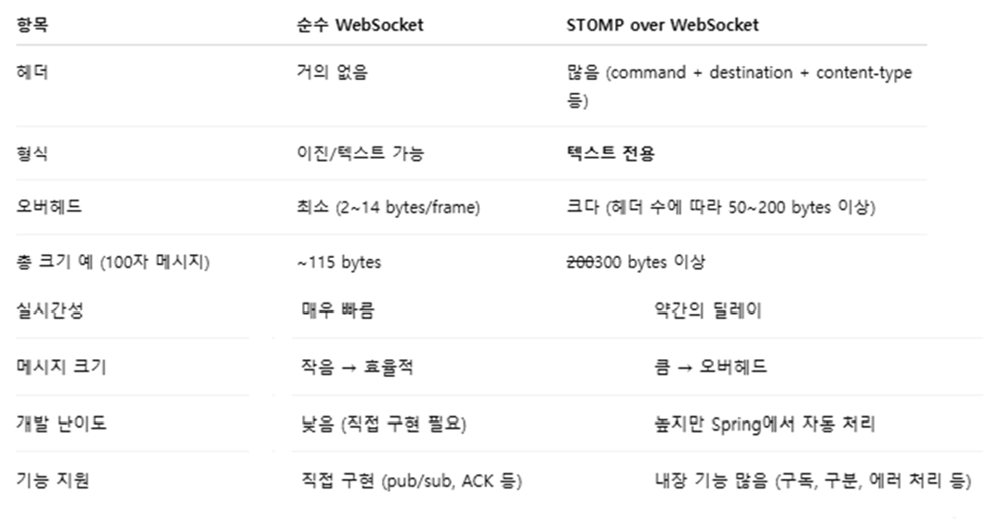 항목 순수 WebSocket STOMP over WebSocket
헤더 거의 없음 많음 (command + destination + content-type
등)
형식 이진/텍스트 가능 텍스트 전용
오버헤드 최소 (2~14 bytes/frame) 크다 (헤더 수에 따라 50~200 bytes 이상)
총 크기 예 (100자 메시지) ~115 bytes 200300 bytes 이상
실시간성 매우 빠름 약간의 딜레이
메시지 크기 작음 → 효율적 큼 → 오버헤드
개발 난이도 낮음 (직접 구현 필요) 높지만 Spring에서 자동 처리
기능 지원 직접 구현 (pub/sub, ACK 등) 내장 기능 많음 (구독, 구분, 에러 처리 등)